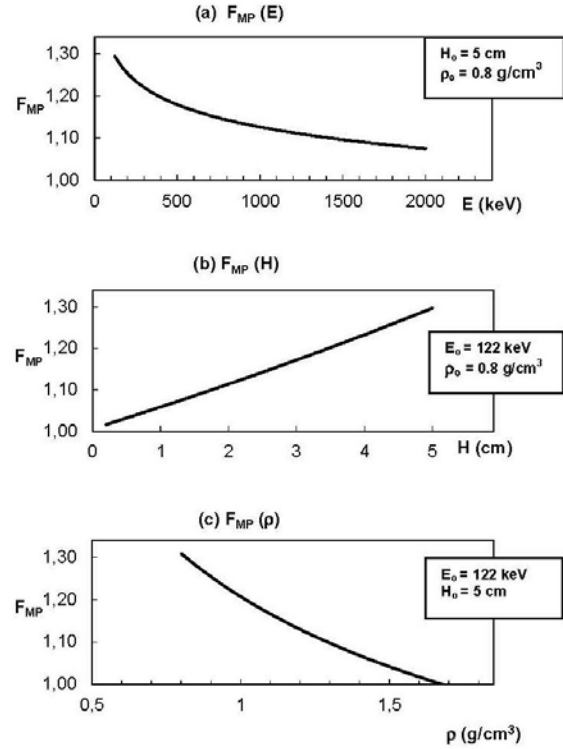 (a) F_MP (E)
1,30
1,20
F_MP
1,10
1,00
0 500 1000 1500 2000
E (keV)
H_o = 5 cm
ρ_o = 0.8 g/cm³
(b) F_MP (H)
1,30
F_MP
1,20
1,10
1,00
0 1 2 3 4 5
H (cm)
E_o = 122 keV
ρ_o = 0.8 g/cm³
(c) F_MP (ρ)
1,30
F_MP
1,20
1,10
1,00
0,5 1 1,5
ρ (g/cm³)
E_o = 122 keV
H_o = 5 cm